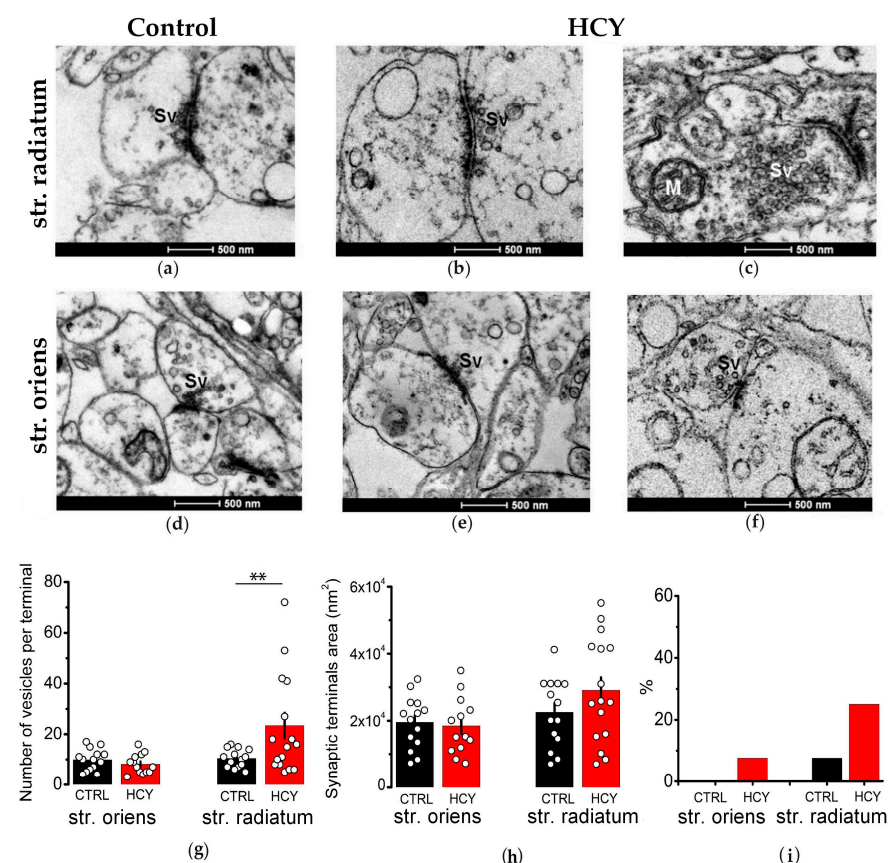 Control HCY
str. radiatum
Sv
Sv
M Sv
500 nm 500 nm 500 nm
(a) (b) (c)
str. oriens
Sv
Sv
Sv
500 nm 500 nm 500 nm
(d) (e) (f)
Number of vesicles per terminal
80
60
40
20
0
**
CTRL HCY CTRL HCY
str. oriens str. radiatum
(g)
Synaptic terminals area (nm²)
6x10⁴
4x10⁴
2x10⁴
0
CTRL HCY CTRL HCY
str. oriens str. radiatum
(h)
%
60
40
20
0
CTRL HCY CTRL HCY
str. oriens str. radiatum
(i)